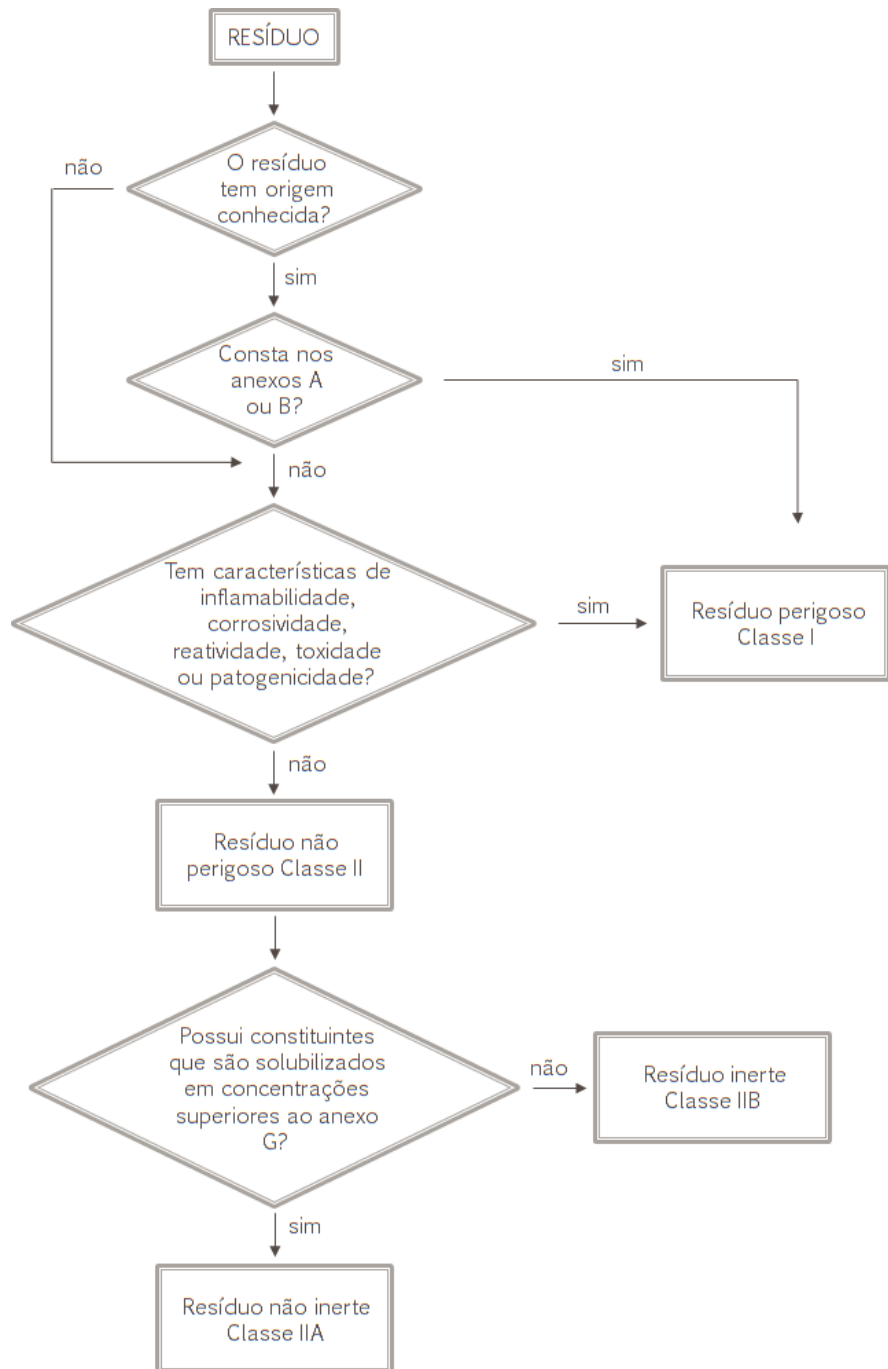 RESÍDUO
não
O resíduo
tem origem
conhecida?
sim
Consta nos
anexos A
ou B?
sim
não
Tem características de
inflamabilidade,
corrosividade,
reatividade, toxidade
ou patogenicidade?
sim
Resíduo perigoso
Classe I
não
Resíduo não
perigoso Classe II
Possui constituintes
que são solubilizados
em concentrações
superiores ao anexo
G?
não
Resíduo inerte
Classe IIB
sim
Resíduo não inerte
Classe IIA